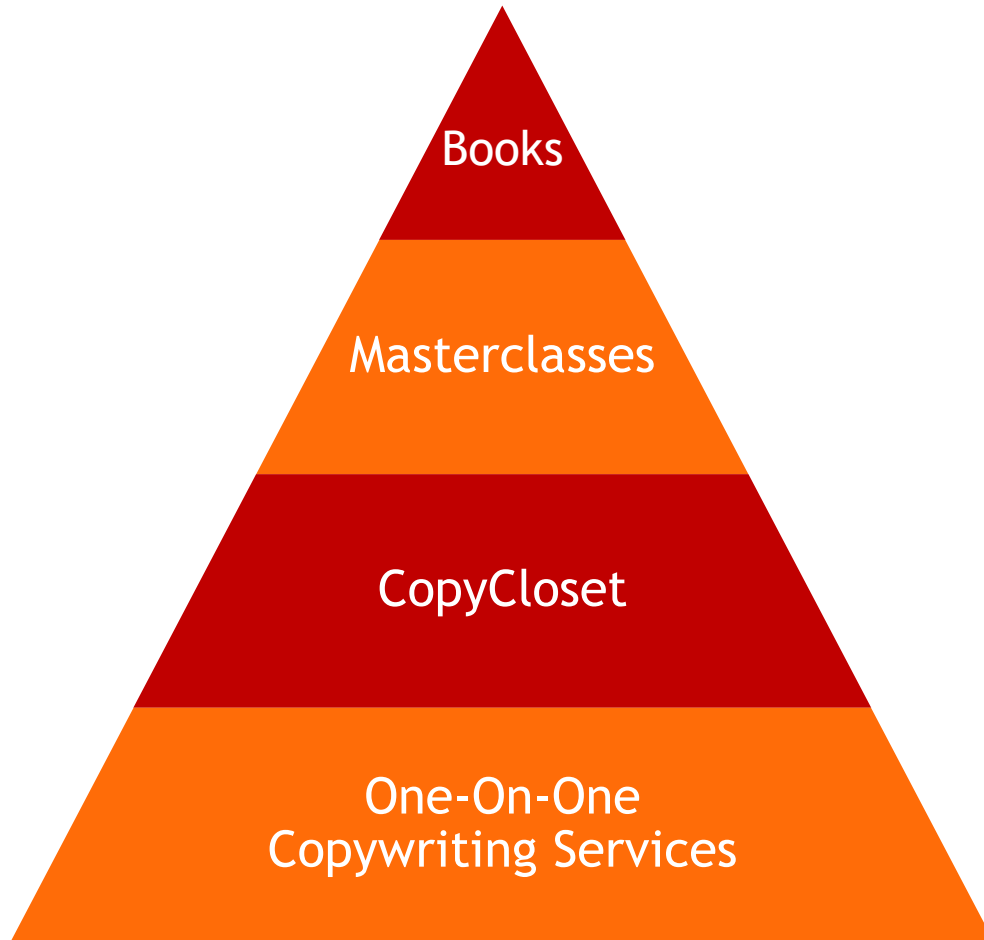 Books
Masterclasses
CopyCloset
One-On-One
Copywriting Services